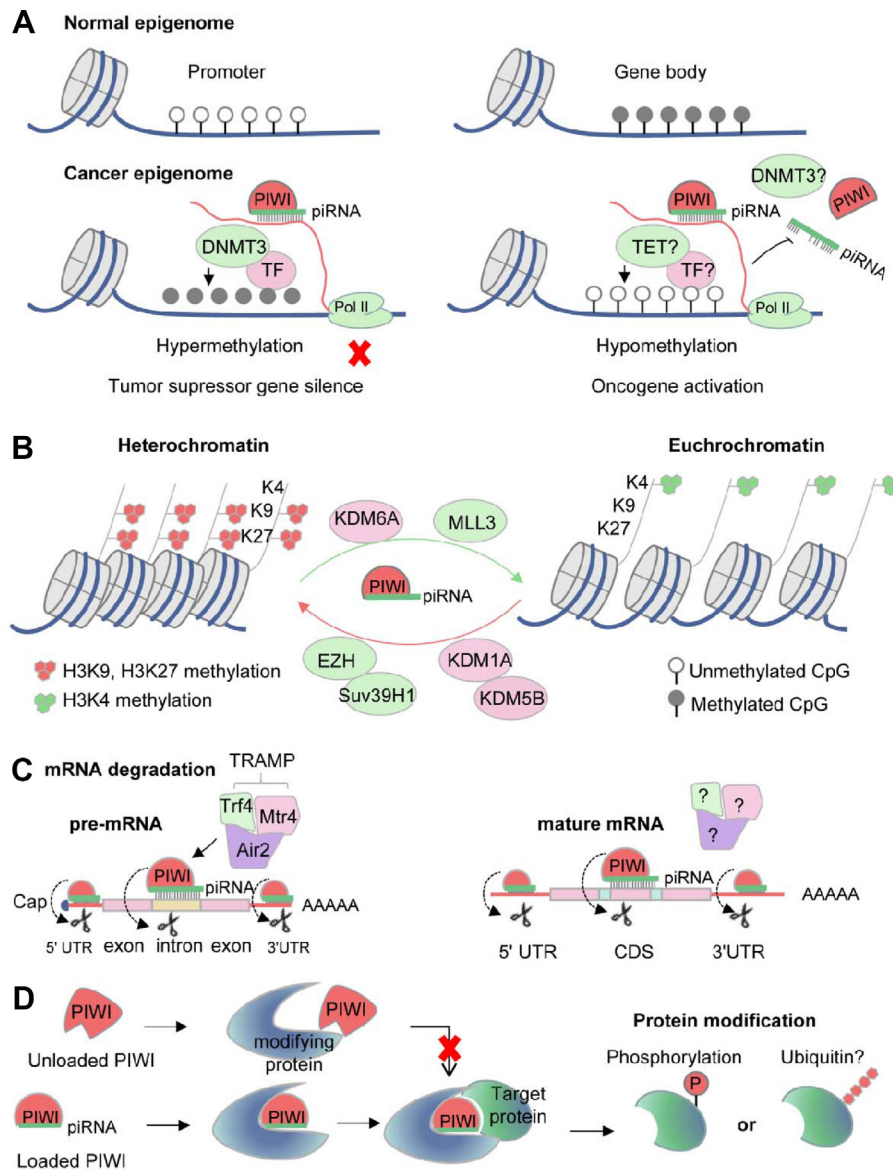 A
Normal epigenome
Promoter
Gene body
Cancer epigenome
PIWI
piRNA
DNMT3
TF
Pol II
Hypermethylation
Tumor supressor gene silence
PIWI
piRNA
DNMT3?
PIWI
piRNA
TET?
TF?
Pol II
Hypomethylation
Oncogene activation
B
Heterochromatin
Euchrochromatin
K4
K9
K27
KDM6A
MLL3
PIWI
piRNA
EZH
Suv39H1
KDM1A
KDM5B
K4
K9
K27
H3K9, H3K27 methylation
H3K4 methylation
Unmethylated CpG
Methylated CpG
C
mRNA degradation
TRAMP
Trf4
Mtr4
Air2
pre-mRNA
PIWI
piRNA
Cap
AAAAA
5' UTR exon intron exon 3'UTR
mature mRNA
?
?
?
PIWI
piRNA
AAAAA
5' UTR CDS 3'UTR
D
PIWI
Unloaded PIWI
PIWI
modifying
protein
PIWI
piRNA
Loaded PIWI
PIWI
PIWI
Target
protein
Protein modification
Phosphorylation
P
or
Ubiquitin?